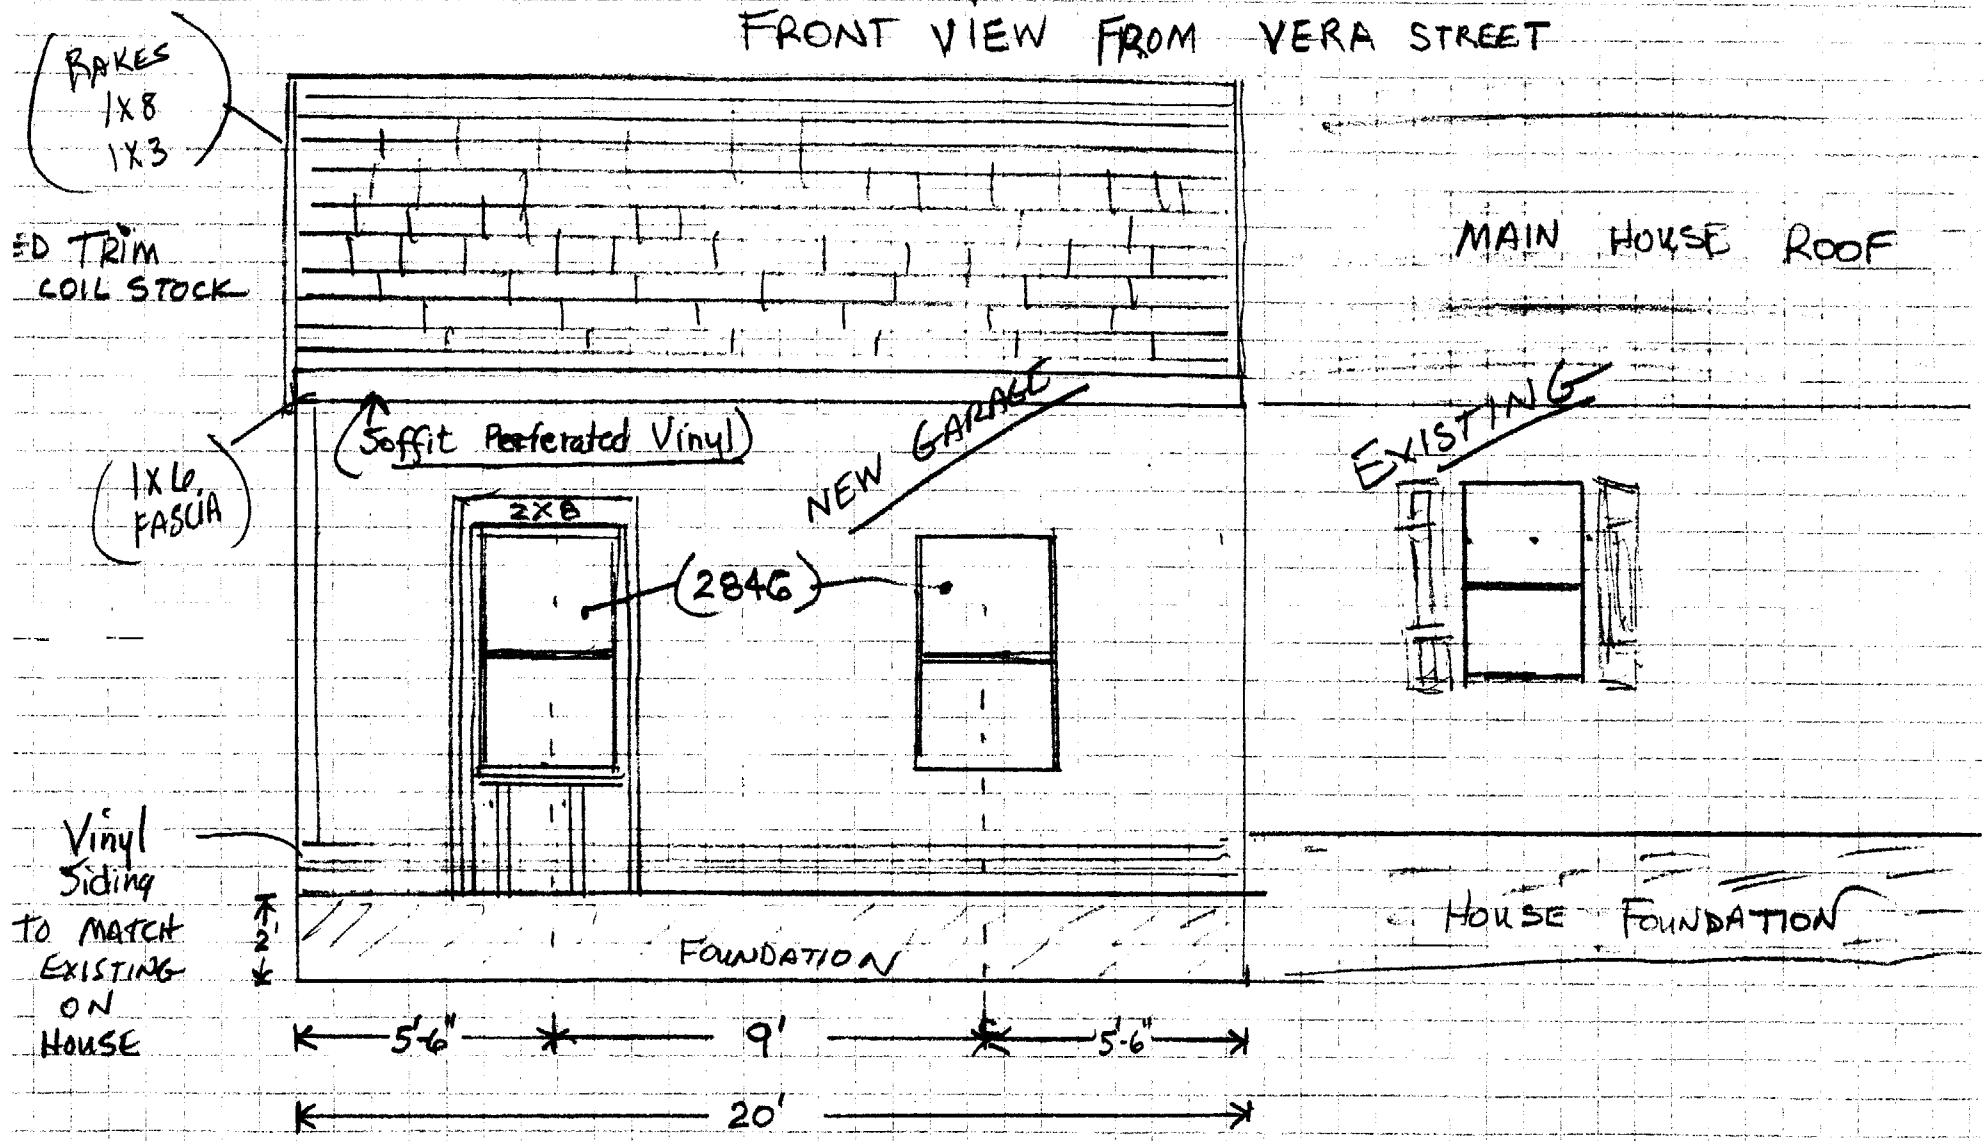 FRONT VIEW FROM VERA STREET
RAKES
1X8
1X3
ED TRIM
COIL STOCK
MAIN HOUSE ROOF
(Soffit Perferated Vinyl)
NEW GARAGE
EXISTING
1X6
FASCIA
2X8
(2846)
Vinyl
Siding
TO MATCH
EXISTING
ON
HOUSE
2'
FOUNDATION
HOUSE FOUNDATION
5'-6" 9' 5'-6"
20'